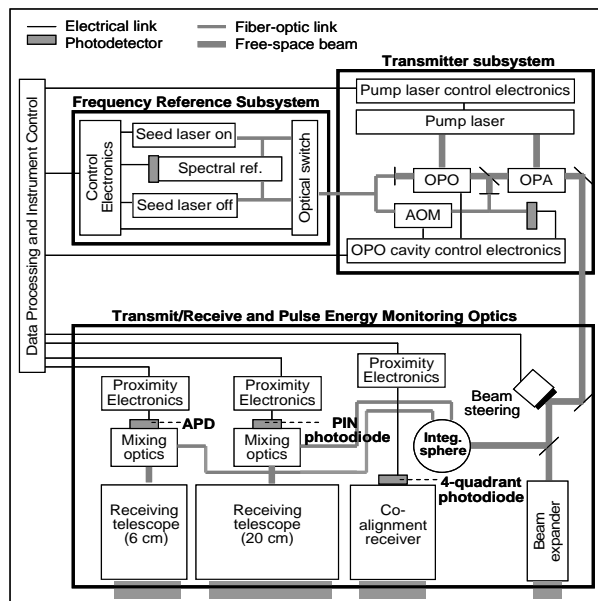 Electrical link
Photodetector
Fiber-optic link
Free-space beam
Transmitter subsystem
Pump laser control electronics
Pump laser
OPO
OPA
AOM
OPO cavity control electronics
Frequency Reference Subsystem
Control
Electronics
Seed laser on
Spectral ref.
Seed laser off
Optical switch
Data Processing and Instrument Control
Transmit/Receive and Pulse Energy Monitoring Optics
Proximity
Electronics
APD
Mixing
optics
Receiving
telescope
(6 cm)
Proximity
Electronics
PIN
photodiode
Mixing
optics
Receiving
telescope
(20 cm)
Proximity
Electronics
4-quadrant
photodiode
Co-
alignment
receiver
Integ.
sphere
Beam
steering
Beam
expander